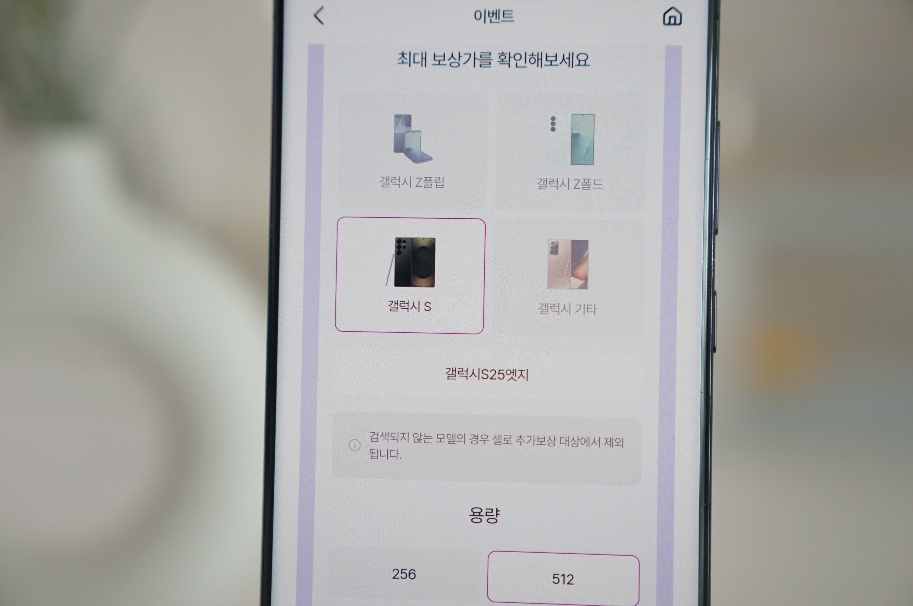 이벤트
최대 보상가를 확인해보세요
갤럭시 Z플립
갤럭시 Z폴드
갤럭시 S
갤럭시 기타
갤럭시S25엣지
검색되지 않는 모델의 경우 셀로 추가보상 대상에서 제외
됩니다.
용량
256
512